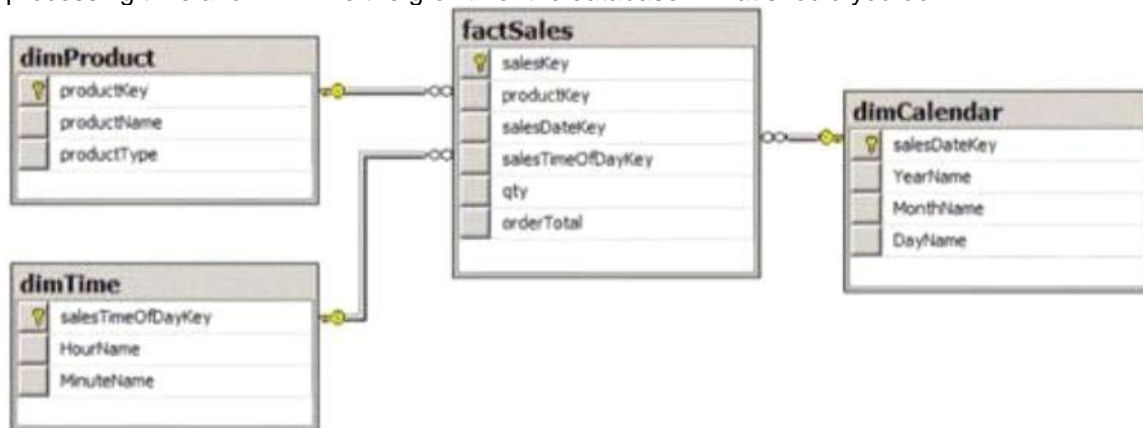 factSales
salesKey
productKey
salesDateKey
salesTimeOfDayKey
qty
orderTotal
dimProduct
productKey
productName
productType
dimCalendar
salesDateKey
YearName
MonthName
DayName
dimTime
salesTimeOfDayKey
HourName
MinuteName